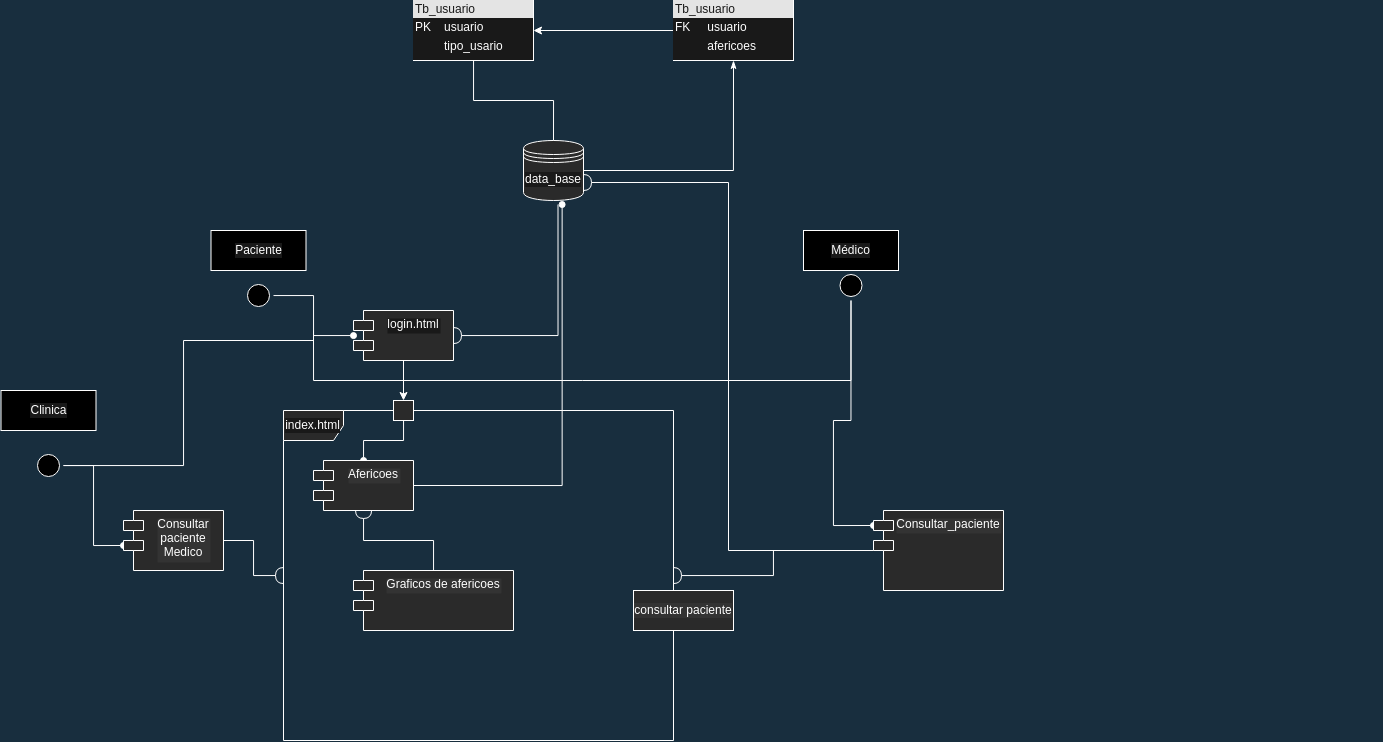 Tb_usuario
PK usuario
tipo_usario
Tb_usuario
FK usuario
afericoes
data_base
Paciente
Médico
login.html
Clinica
index.html
Afericoes
Consultar
paciente
Medico
Consultar_paciente
Graficos de afericoes
consultar paciente